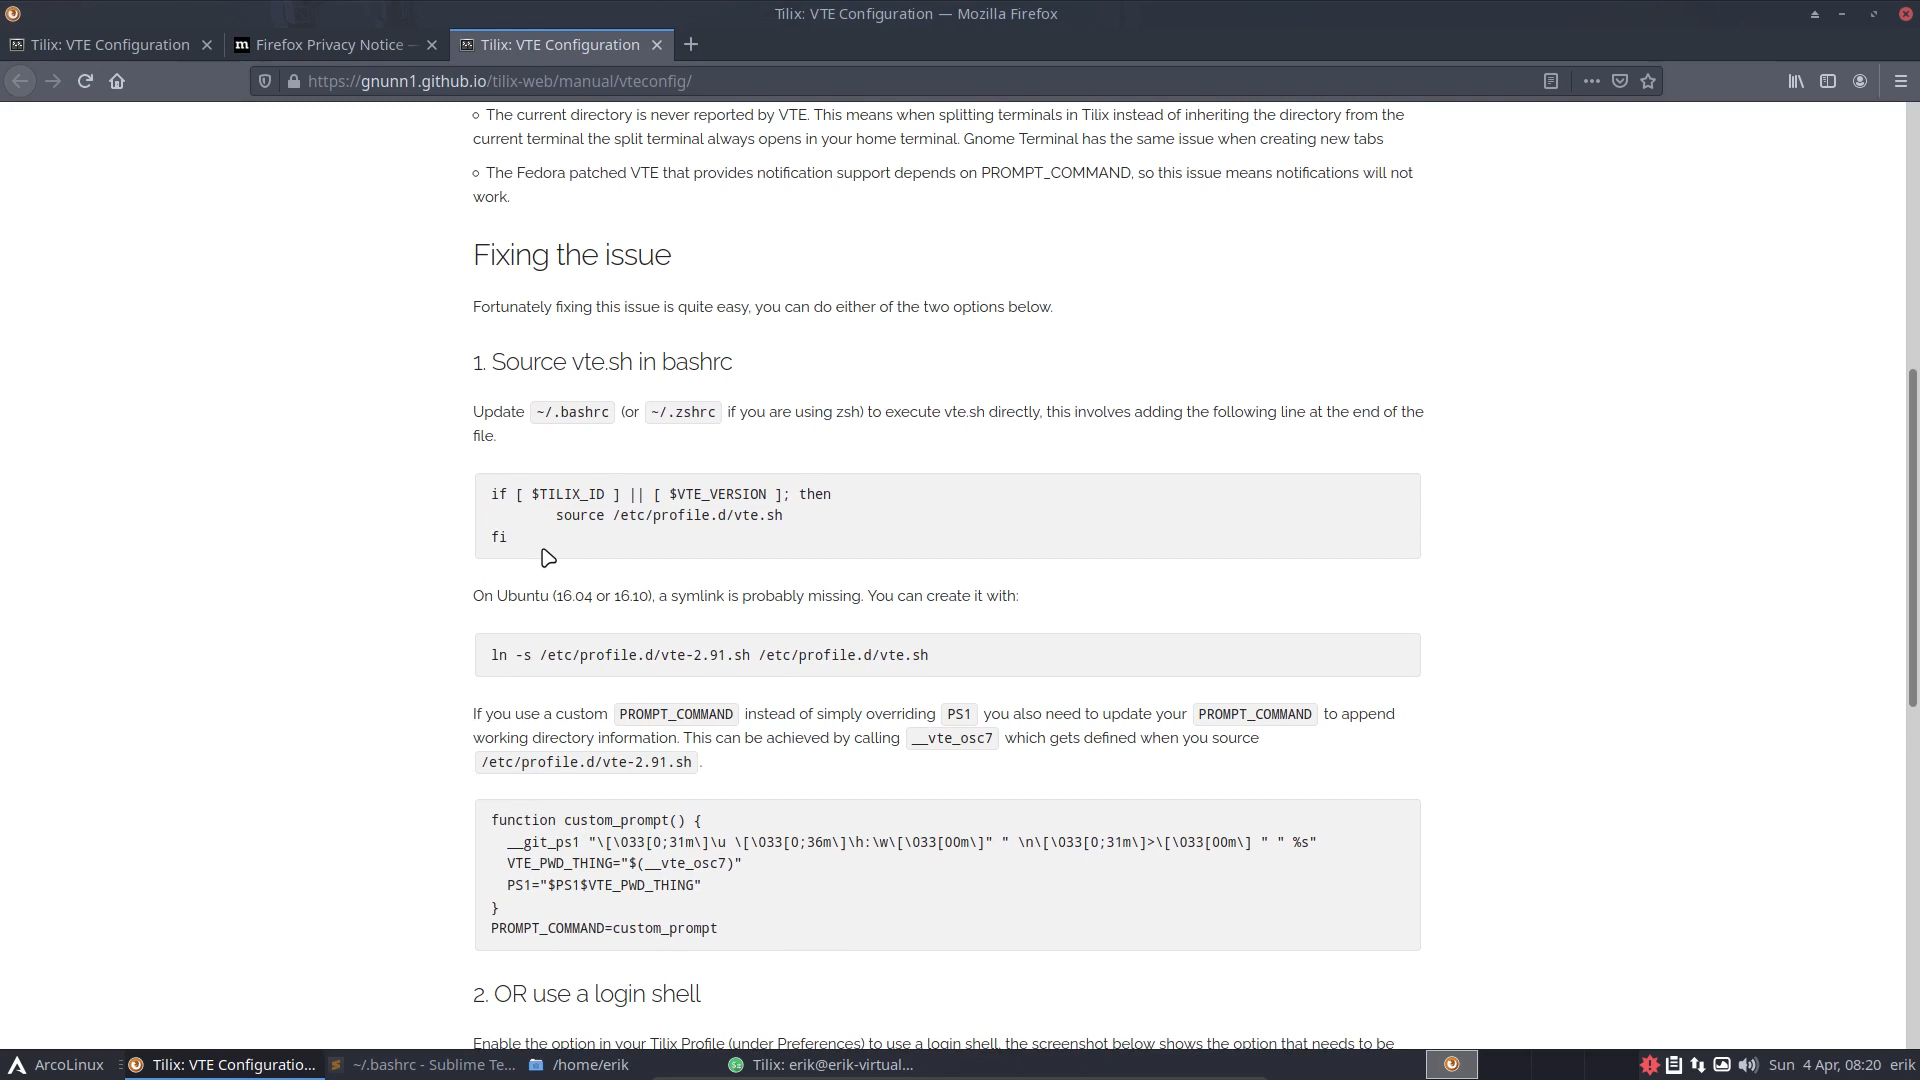 Tilix: VTE Configuration — Mozilla Firefox
Tilix: VTE Configuration
Firefox Privacy Notice —
Tilix: VTE Configuration
https://gnunn1.github.io/tilix-web/manual/vteconfig/
The current directory is never reported by VTE. This means when splitting terminals in Tilix instead of inheriting the directory from the
current terminal the split terminal always opens in your home terminal. Gnome Terminal has the same issue when creating new tabs
The Fedora patched VTE that provides notification support depends on PROMPT_COMMAND, so this issue means notifications will not
work.
Fixing the issue
Fortunately fixing this issue is quite easy, you can do either of the two options below.
1. Source vte.sh in bashrc
Update ~/.bashrc (or ~/.zshrc if you are using zsh) to execute vte.sh directly, this involves adding the following line at the end of the
file.
if [ $TILIX_ID ] || [ $VTE_VERSION ]; then
source /etc/profile.d/vte.sh
fi
On Ubuntu (16.04 or 16.10), a symlink is probably missing. You can create it with:
ln -s /etc/profile.d/vte-2.91.sh /etc/profile.d/vte.sh
If you use a custom PROMPT_COMMAND instead of simply overriding PS1 you also need to update your PROMPT_COMMAND to append
working directory information. This can be achieved by calling __vte_osc7 which gets defined when you source
/etc/profile.d/vte-2.91.sh .
function custom_prompt() {
__git_ps1 "\[\033[0;31m\]\u \[\033[0;36m\]\h:\w\[\033[00m\]" " \n\[\033[0;31m\]>\[\033[00m\] " " %s"
VTE_PWD_THING="$(__vte_osc7)"
PS1="$PS1$VTE_PWD_THING"
}
PROMPT_COMMAND=custom_prompt
2. OR use a login shell
Enable the option in your Tilix Profile (under Preferences) to use a login shell, the screenshot below shows the option that needs to be
ArcoLinux
Tilix: VTE Configuratio...
~/.bashrc - Sublime Te...
/home/erik
Tilix: erik@erik-virtual...
Sun 4 Apr, 08:20 erik